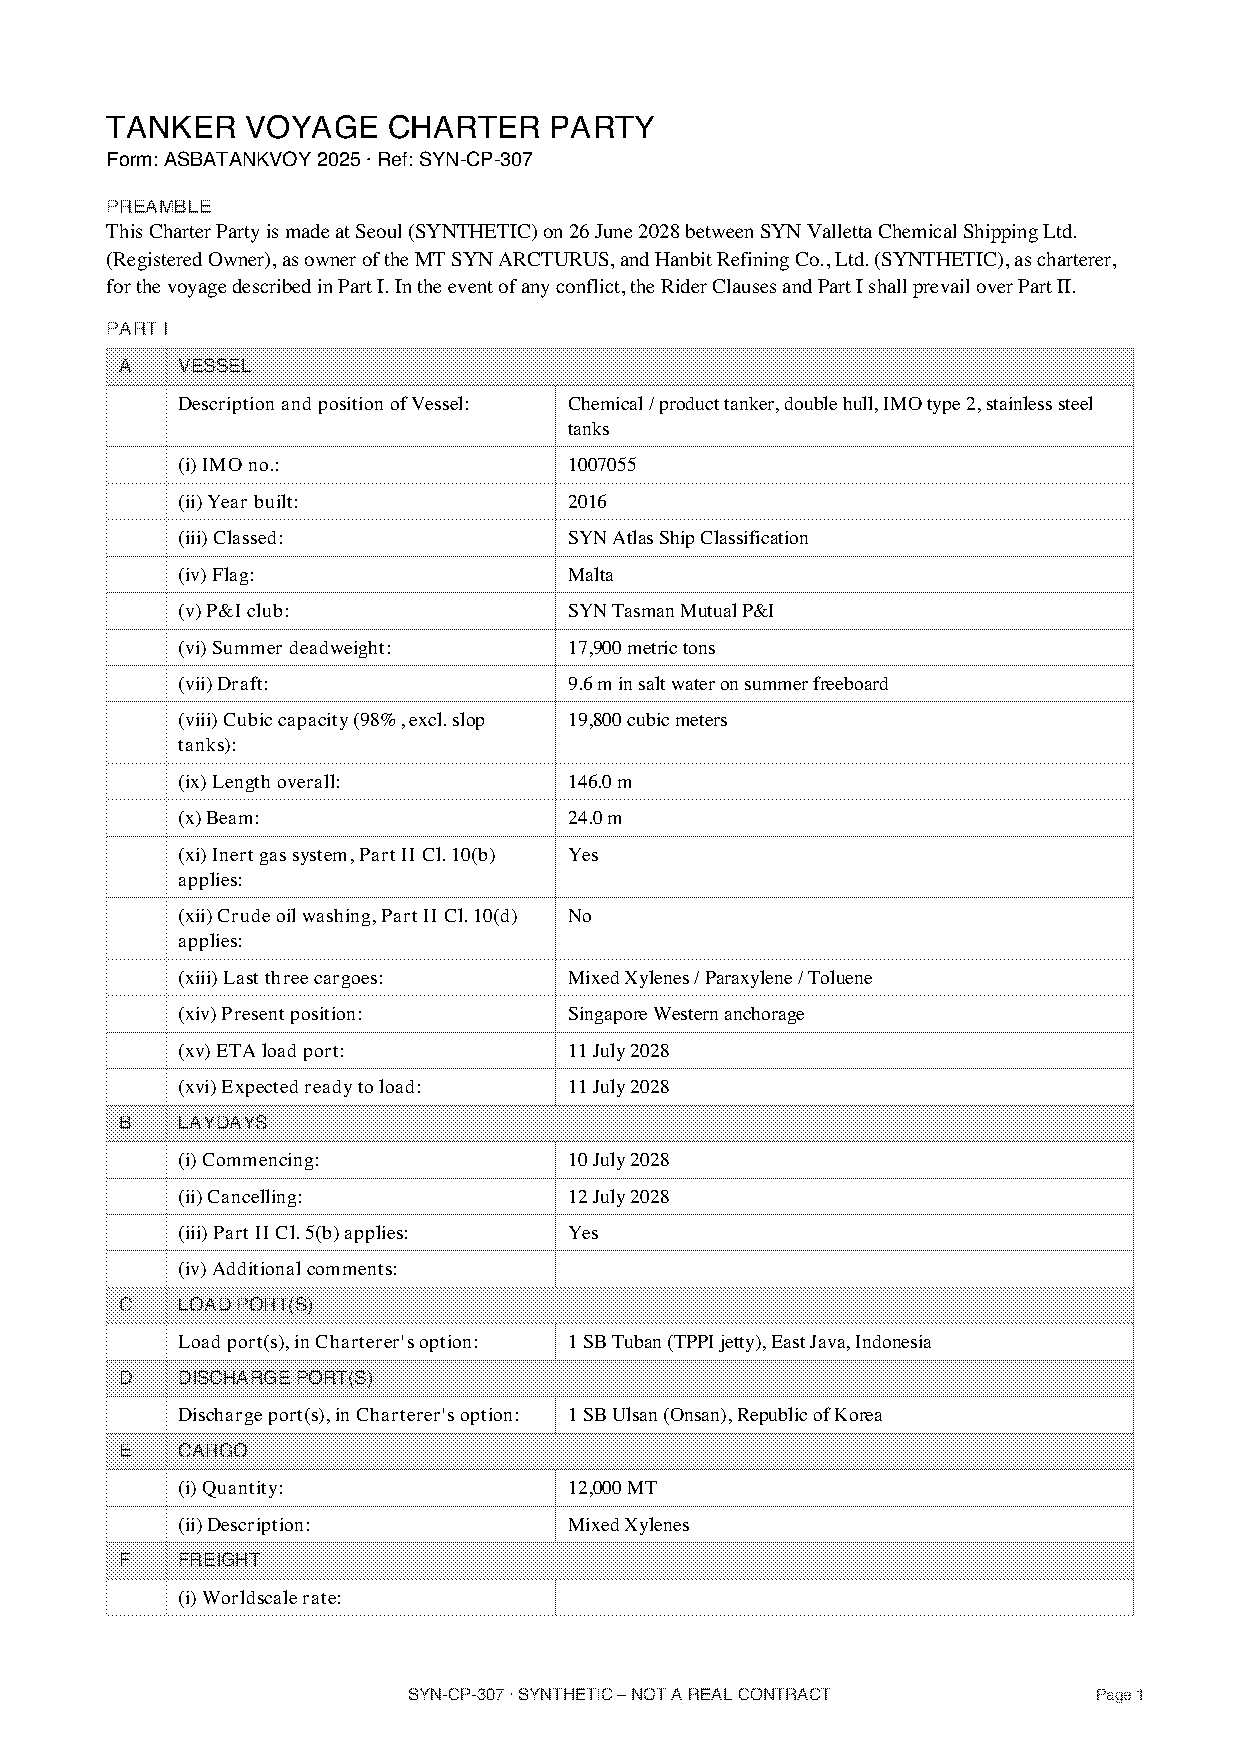 TANKER VOYAGE CHARTER PARTY
Form: ASBATANKVOY 2025 · Ref: SYN-CP-307
PREAMBLE
This Charter Party is made at Seoul (SYNTHETIC) on 26 June 2028 between SYN Valletta Chemical Shipping Ltd.
(Registered Owner), as owner of the MT SYN ARCTURUS, and Hanbit Refining Co., Ltd. (SYNTHETIC), as charterer,
for the voyage described in Part I. In the event of any conflict, the Rider Clauses and Part I shall prevail over Part II.
PART I
A VESSEL
Description and position of Vessel: Chemical / product tanker, double hull, IMO type 2, stainless steel
tanks
(i) IMO no.: 1007055
(ii) Year built: 2016
(iii) Classed: SYN Atlas Ship Classification
(iv) Flag: Malta
(v) P&I club: SYN Tasman Mutual P&I
(vi) Summer deadweight: 17,900 metric tons
(vii) Draft: 9.6 m in salt water on summer freeboard
(viii) Cubic capacity (98%, excl. slop 19,800 cubic meters
tanks):
(ix) Length overall: 146.0 m
(x) Beam: 24.0 m
(xi) Inert gas system, Part II Cl. 10(b) Yes
applies:
(xii) Crude oil washing, Part II Cl. 10(d) No
applies:
(xiii) Last three cargoes: Mixed Xylenes / Paraxylene / Toluene
(xiv) Present position: Singapore Western anchorage
(xv) ETA load port: 11 July 2028
(xvi) Expected ready to load: 11 July 2028
B LAYDAYS
(i) Commencing: 10 July 2028
(ii) Cancelling: 12 July 2028
(iii) Part II Cl. 5(b) applies: Yes
(iv) Additional comments:
C LOAD PORT(S)
Load port(s), in Charterer's option: 1 SB Tuban (TPPI jetty), East Java, Indonesia
D DISCHARGE PORT(S)
Discharge port(s), in Charterer's option: 1 SB Ulsan (Onsan), Republic of Korea
E CARGO
(i) Quantity: 12,000 MT
(ii) Description: Mixed Xylenes
F FREIGHT
(i) Worldscale rate:
SYN-CP-307 · SYNTHETIC – NOT A REAL CONTRACT Page 1